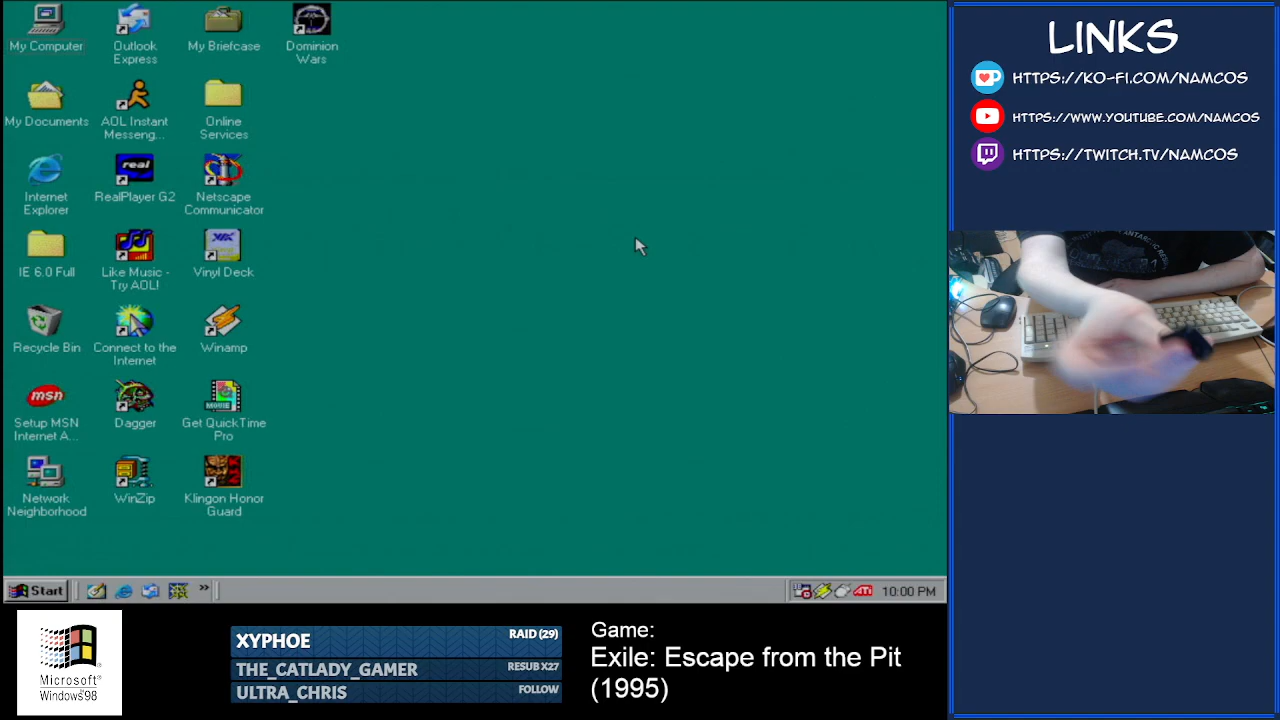 My Computer
Outlook
Express
My Briefcase
Dominion
Wars
My Documents
AOL Instant
Messeng...
Online
Services
real
Internet
Explorer
RealPlayer G2
Netscape
Communicator
IE 6.0 Full
Like Music -
Try AOL!
Vinyl Deck
Recycle Bin
Connect to the
Internet
Winamp
msn
MOVIE
Setup MSN
Internet A...
Dagger
Get QuickTime
Pro
Network
Neighborhood
WinZip
Klingon Honor
Guard
Start
ATI
10:00 PM
LINKS
HTTPS://KO-FI.COM/NAMCOS
HTTPS://WWW.YOUTUBE.COM/NAMCOS
HTTPS://TWITCH.TV/NAMCOS
Microsoft
Windows98
XYPHOE
RAID (29)
THE_CATLADY_GAMER
RESUB X27
ULTRA_CHRIS
FOLLOW
Game:
Exile: Escape from the Pit
(1995)